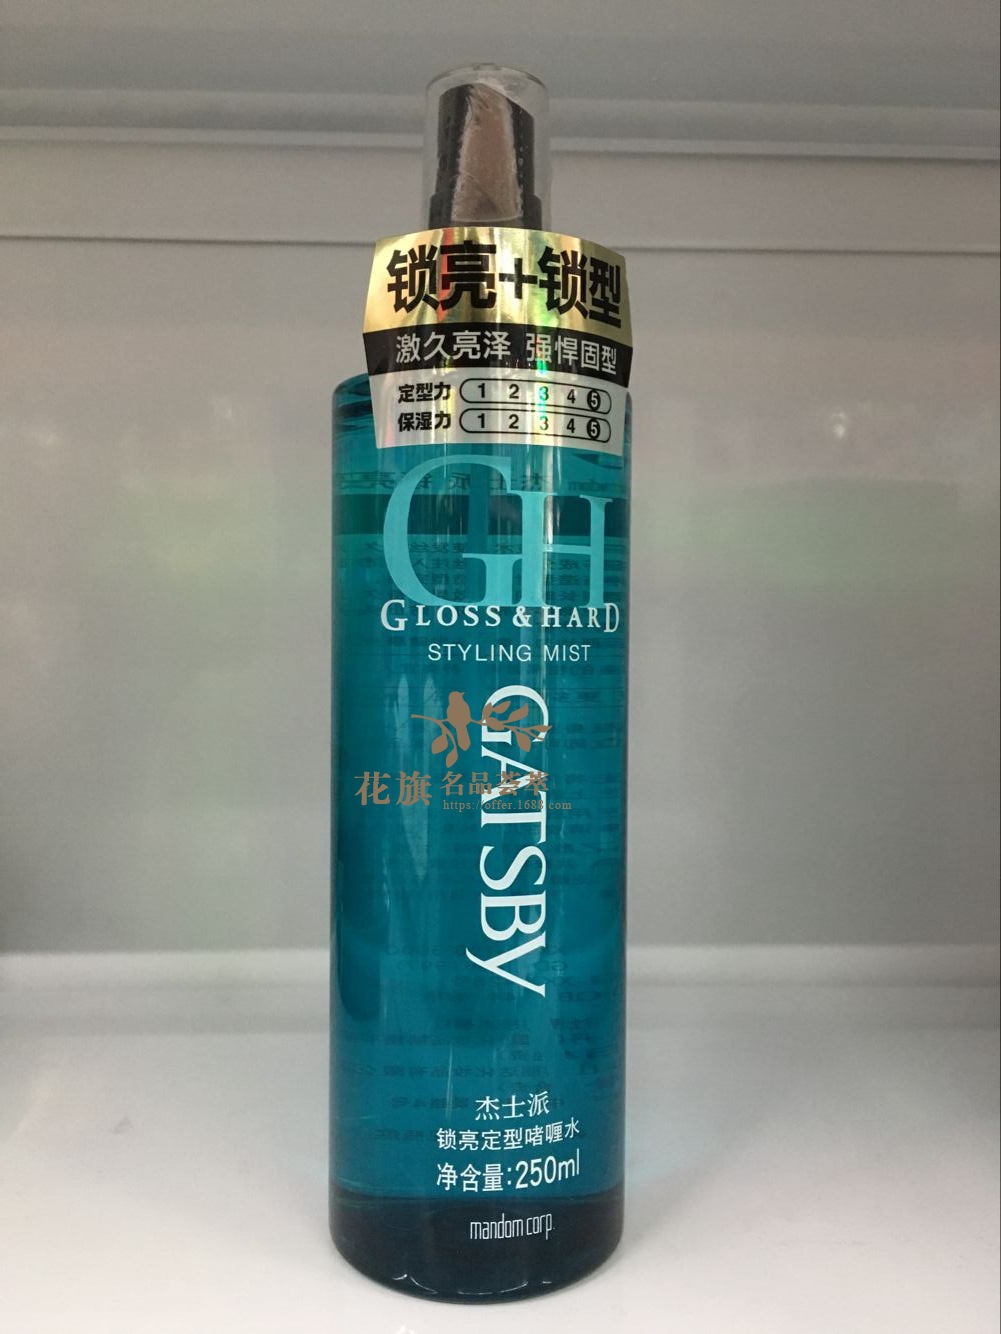 锁亮+锁型
激久亮泽 强悍固型
定型力 1 2 3 4 5
保湿力 1 2 3 4 5
GH
GLOSS & HARD
STYLING MIST
GATSBY
花旗 名品荟萃
https://offer.1688.com
杰士派
锁亮定型啫喱水
净含量:250ml
mandom corp.